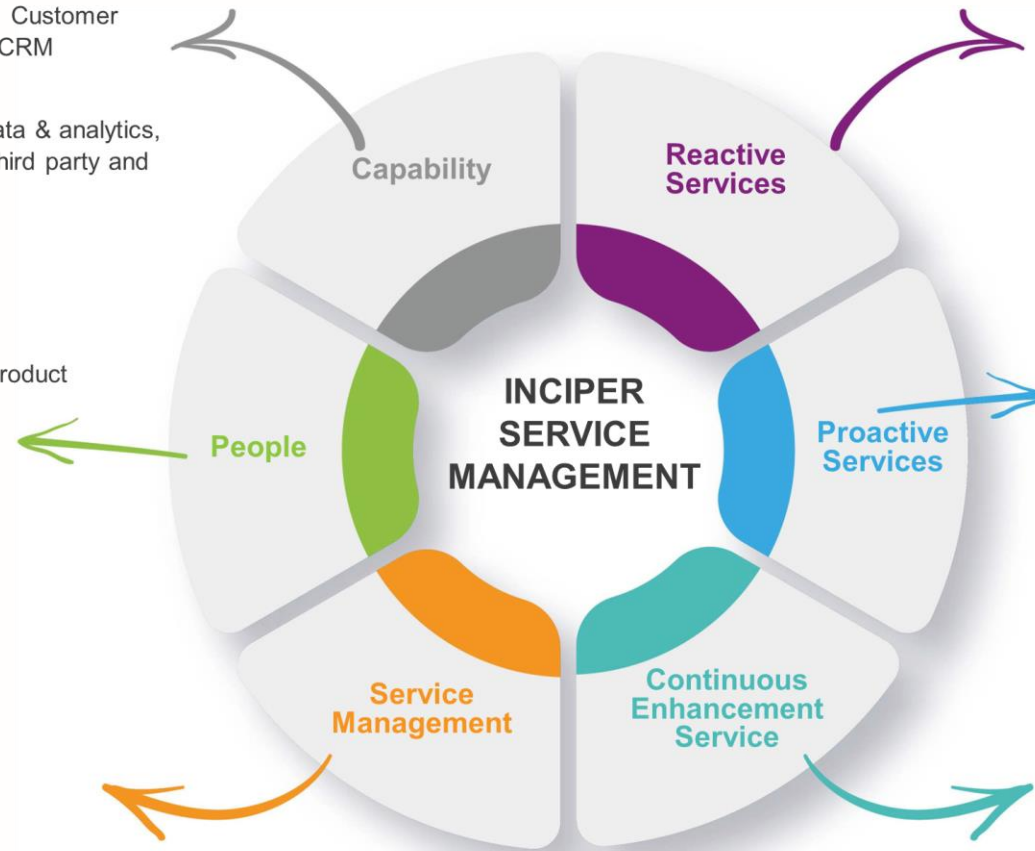 Customer
CRM
ata & analytics,
hird party and
roduct
Capability
Reactive
Services
People
INCIPER
SERVICE
MANAGEMENT
Proactive
Services
Service
Management
Continuous
Enhancement
Service